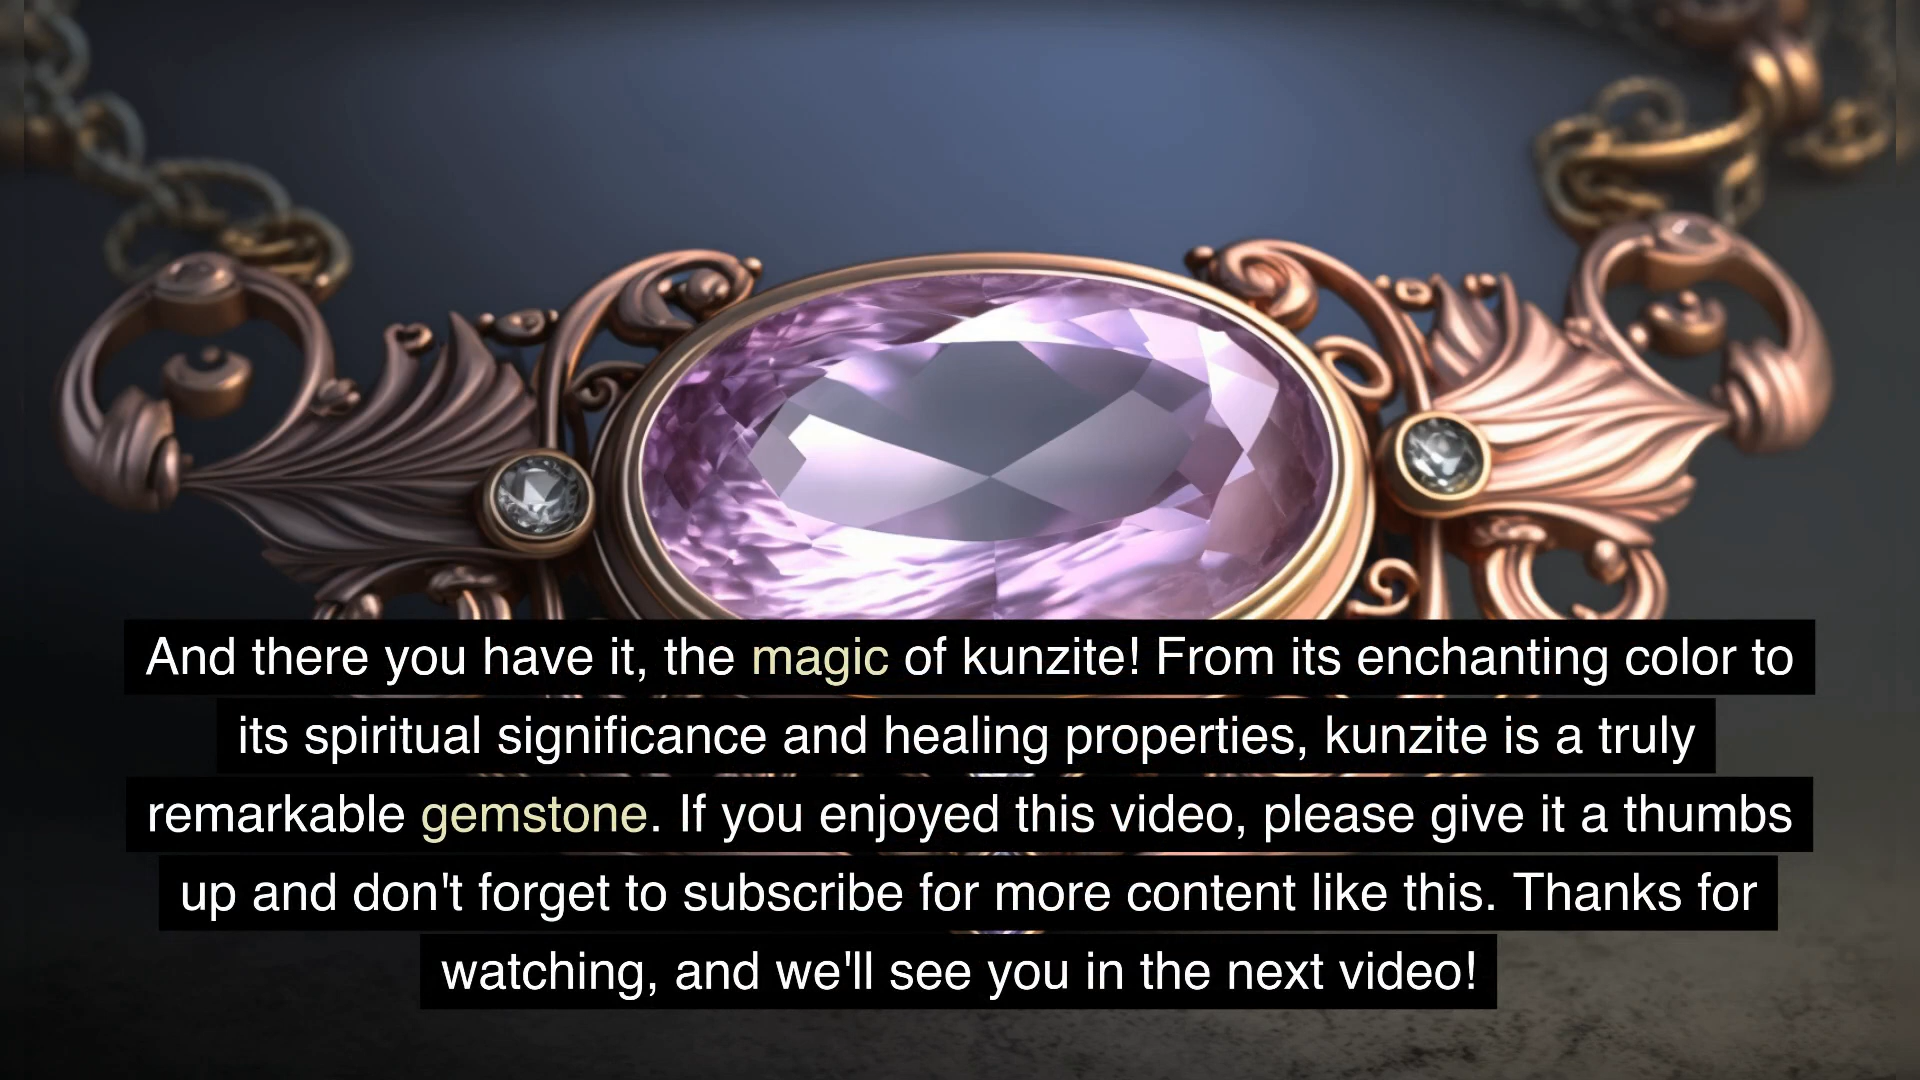 And there you have it, the magic of kunzite! From its enchanting color to
its spiritual significance and healing properties, kunzite is a truly
remarkable gemstone. If you enjoyed this video, please give it a thumbs
up and don't forget to subscribe for more content like this. Thanks for
watching, and we'll see you in the next video!